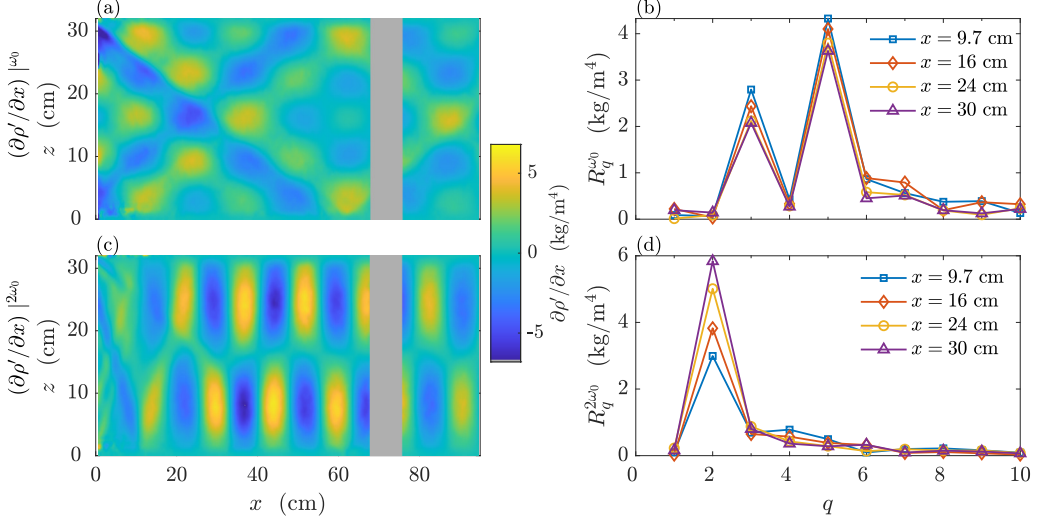 (a)
(∂ρ′/∂x) |^ω₀
z (cm)
30
20
10
0
(b)
R_q^ω₀ (kg/m⁴)
4
3
2
1
0
x = 9.7 cm
x = 16 cm
x = 24 cm
x = 30 cm
5
0
-5
∂ρ′/∂x (kg/m⁴)
(c)
(∂ρ′/∂x) |^2ω₀
z (cm)
30
20
10
0
0 20 40 60 80
x (cm)
(d)
R_q^2ω₀ (kg/m⁴)
6
4
2
0
x = 9.7 cm
x = 16 cm
x = 24 cm
x = 30 cm
0 2 4 6 8 10
q